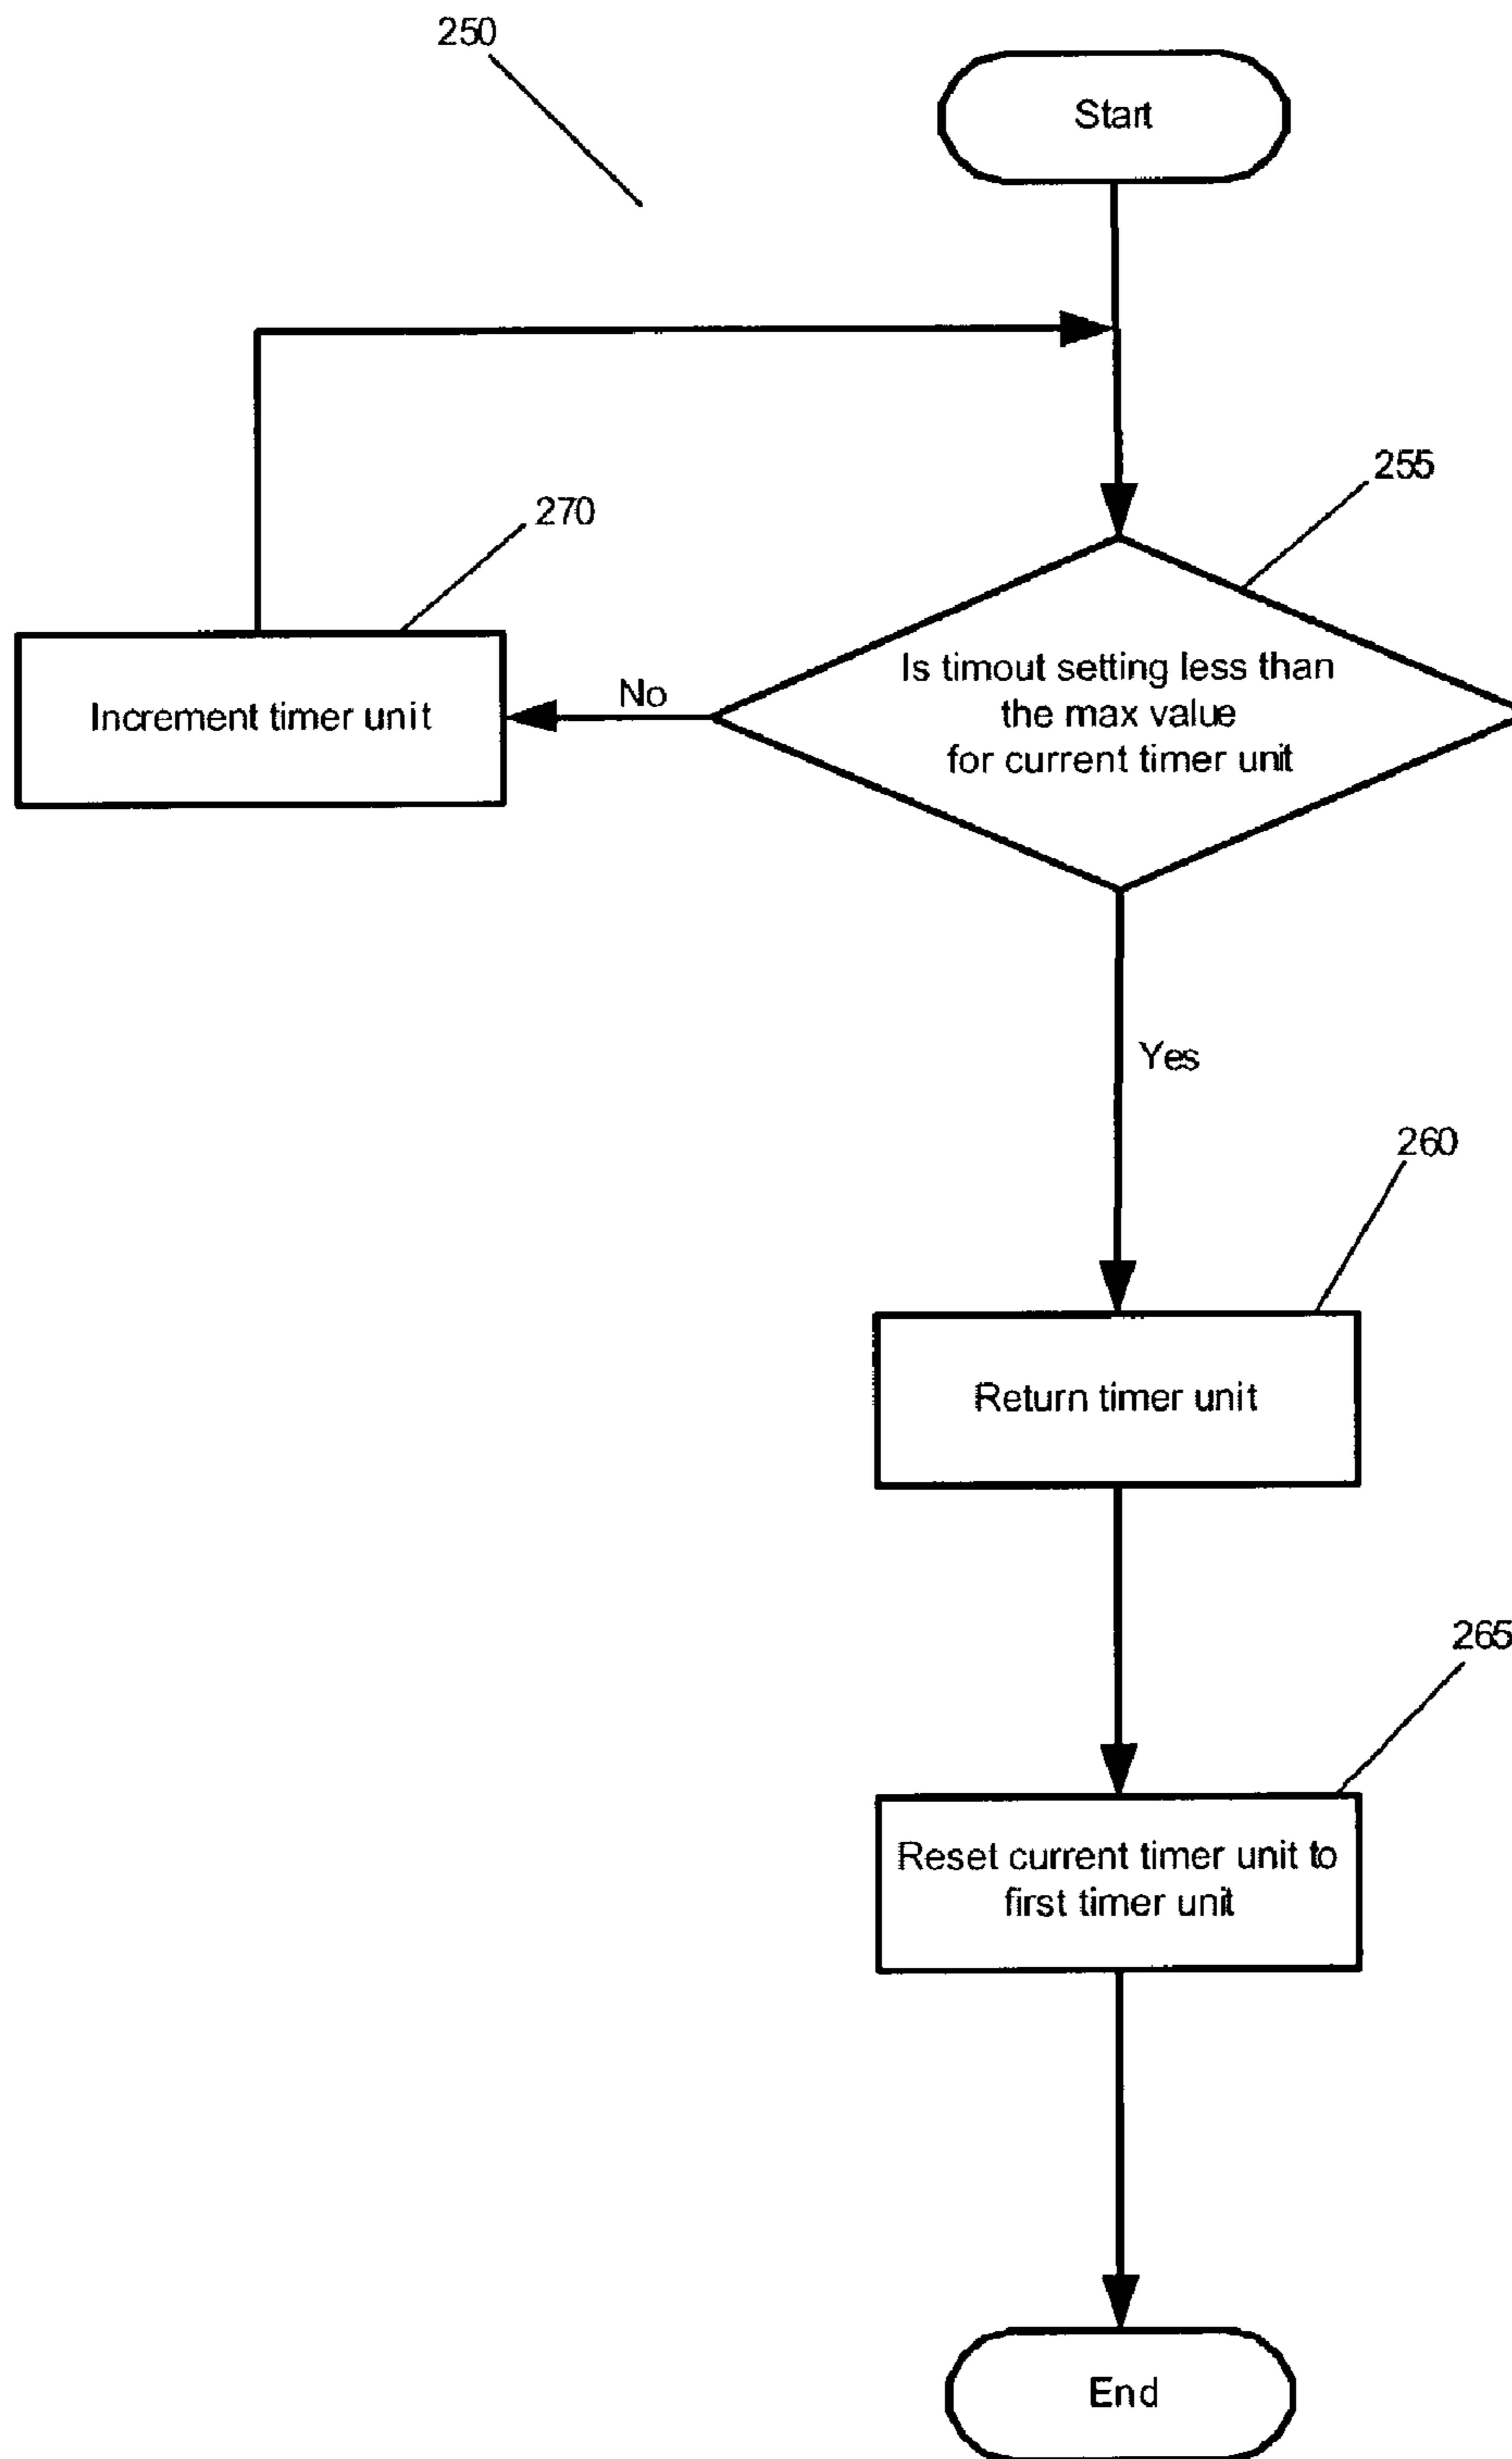 250
Start
255
270
Is timout setting less than
the max value
for current timer unit
No
Increment timer unit
Yes
260
Return timer unit
265
Reset current timer unit to
first timer unit
End